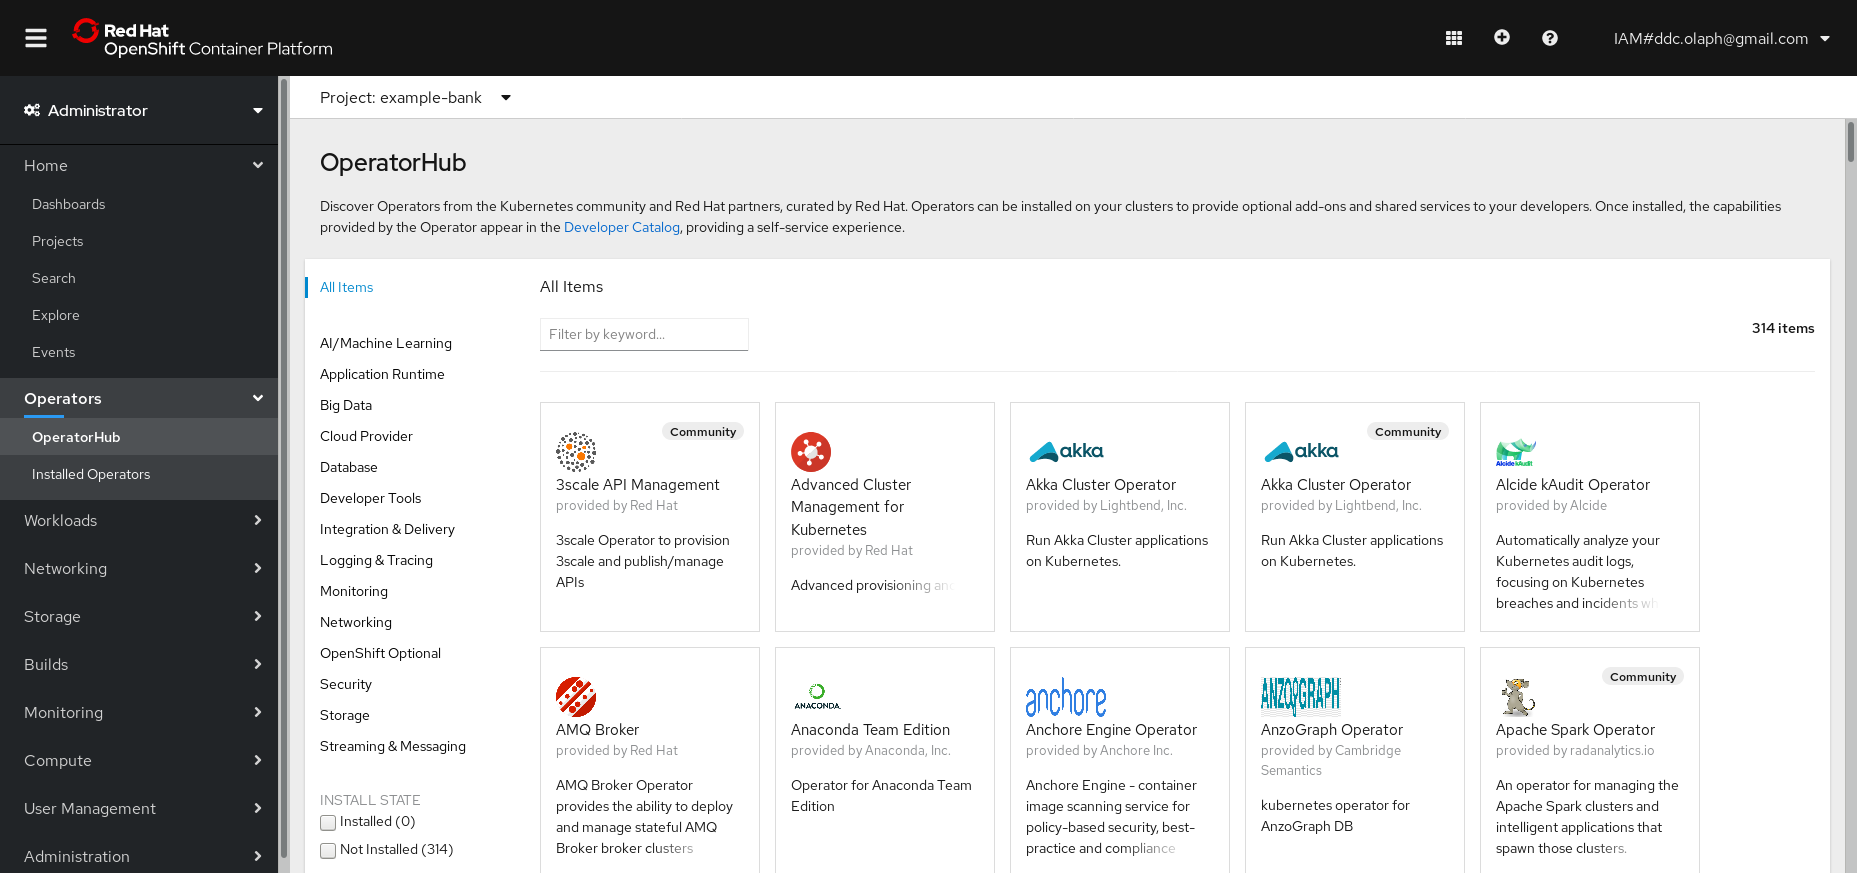 Red Hat
OpenShift Container Platform
IAM#ddc.olaph@gmail.com
Administrator
Home
Dashboards
Projects
Search
Explore
Events
Operators
OperatorHub
Installed Operators
Workloads
Networking
Storage
Builds
Monitoring
Compute
User Management
Administration
Project: example-bank
OperatorHub
Discover Operators from the Kubernetes community and Red Hat partners, curated by Red Hat. Operators can be installed on your clusters to provide optional add-ons and shared services to your developers. Once installed, the capabilities
provided by the Operator appear in the Developer Catalog, providing a self-service experience.
All Items
AI/Machine Learning
Application Runtime
Big Data
Cloud Provider
Database
Developer Tools
Integration & Delivery
Logging & Tracing
Monitoring
Networking
OpenShift Optional
Security
Storage
Streaming & Messaging
INSTALL STATE
Installed (0)
Not Installed (314)
All Items
Filter by keyword...
314 items
Community
3scale API Management
provided by Red Hat
3scale Operator to provision
3scale and publish/manage
APIs
Advanced Cluster
Management for
Kubernetes
provided by Red Hat
Advanced provisioning and
akka
Akka Cluster Operator
provided by Lightbend, Inc.
Run Akka Cluster applications
on Kubernetes.
Community
akka
Akka Cluster Operator
provided by Lightbend, Inc.
Run Akka Cluster applications
on Kubernetes.
Alcide kAudit
Alcide kAudit Operator
provided by Alcide
Automatically analyze your
Kubernetes audit logs,
focusing on Kubernetes
breaches and incidents wh
AMQ Broker
provided by Red Hat
AMQ Broker Operator
provides the ability to deploy
and manage stateful AMQ
Broker broker clusters
ANACONDA.
Anaconda Team Edition
provided by Anaconda, Inc.
Operator for Anaconda Team
Edition
anchore
Anchore Engine Operator
provided by Anchore Inc.
Anchore Engine - container
image scanning service for
policy-based security, best-
practice and compliance
ANZOGRAPH
AnzoGraph Operator
provided by Cambridge
Semantics
kubernetes operator for
AnzoGraph DB
Community
Apache Spark Operator
provided by radanalytics.io
An operator for managing the
Apache Spark clusters and
intelligent applications that
spawn those clusters.